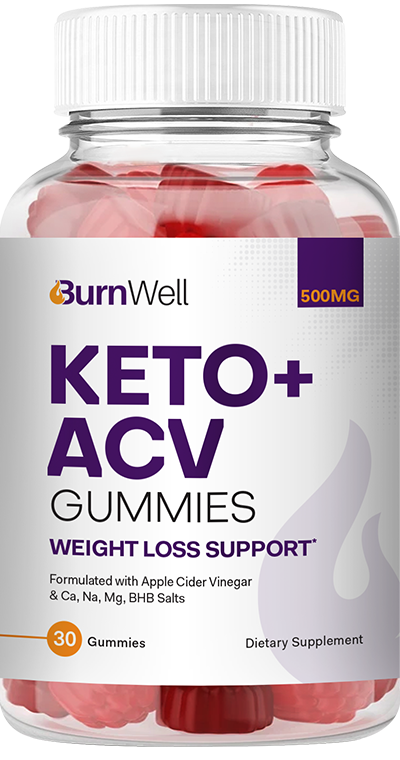 BurnWell
500MG
KETO+
ACV
GUMMIES
WEIGHT LOSS SUPPORT*
Formulated with Apple Cider Vinegar
& Ca, Na, Mg, BHB Salts
30 Gummies
Dietary Supplement